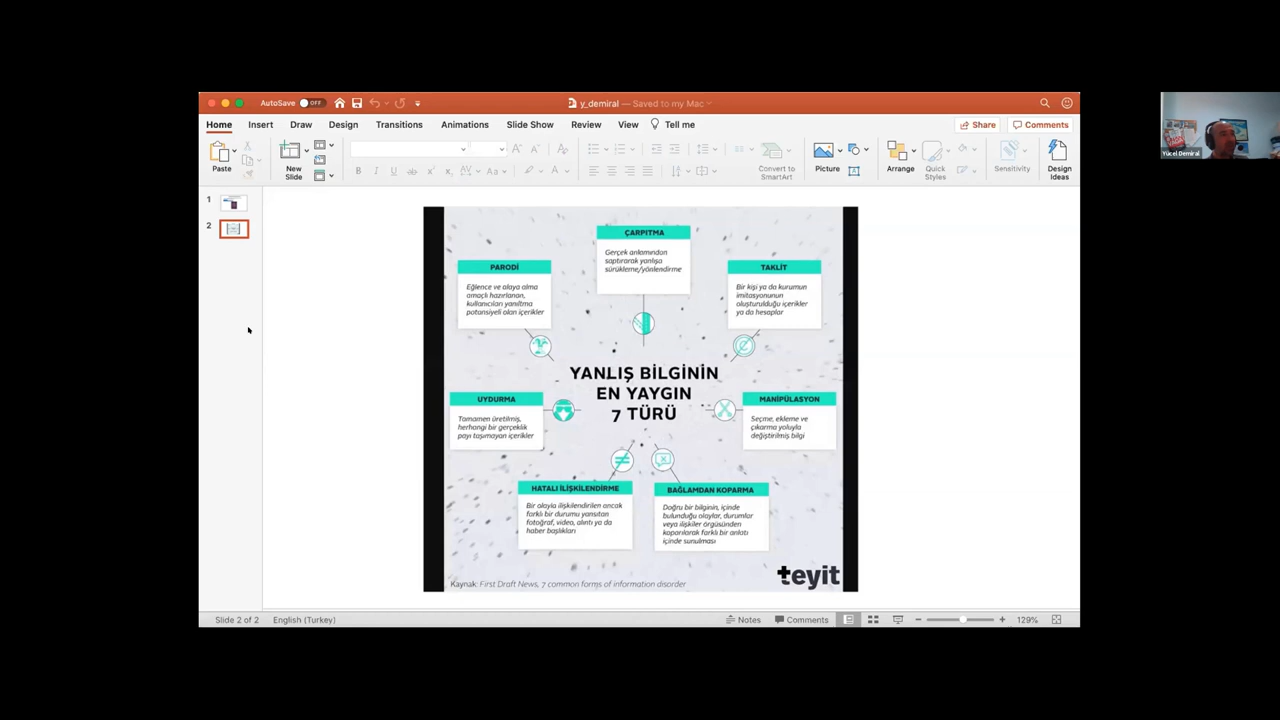 AutoSave OFF
y_demiral — Saved to my Mac
Home Insert Draw Design Transitions Animations Slide Show Review View Tell me
Share Comments
Paste
New
Slide
B I U ab
Convert to
SmartArt
Picture
Arrange
Quick
Styles
Sensitivity
Design
Ideas
Yücel Demiral
1
2
ÇARPITMA
Gerçek anlamından
saptırarak yanlışa
sürükleme/yönlendirme
PARODİ
Eğlence ve alaya alma
amaçlı hazırlanan,
kullanıcıları yanıltma
potansiyeli olan içerikler
TAKLİT
Bir kişi ya da kurumun
imitasyonunun
oluşturulduğu içerikler
ya da hesaplar
YANLIŞ BİLGİNİN
EN YAYGIN
7 TÜRÜ
UYDURMA
Tamamen üretilmiş,
herhangi bir gerçeklik
payı taşımayan içerikler
MANİPÜLASYON
Seçme, ekleme ve
çıkarma yoluyla
değiştirilmiş bilgi
HATALI İLİŞKİLENDİRME
Bir olayla ilişkilendirilen ancak
farklı bir durumu yansıtan
fotoğraf, video, alıntı ya da
haber başlıkları
BAĞLAMDAN KOPARMA
Doğru bir bilginin, içinde
bulunduğu olaylar, durumlar
veya ilişkiler örgüsünden
koparılarak farklı bir anlatı
içinde sunulması
teyit
Kaynak: First Draft News, 7 common forms of information disorder
Slide 2 of 2 English (Turkey)
Notes Comments 129%